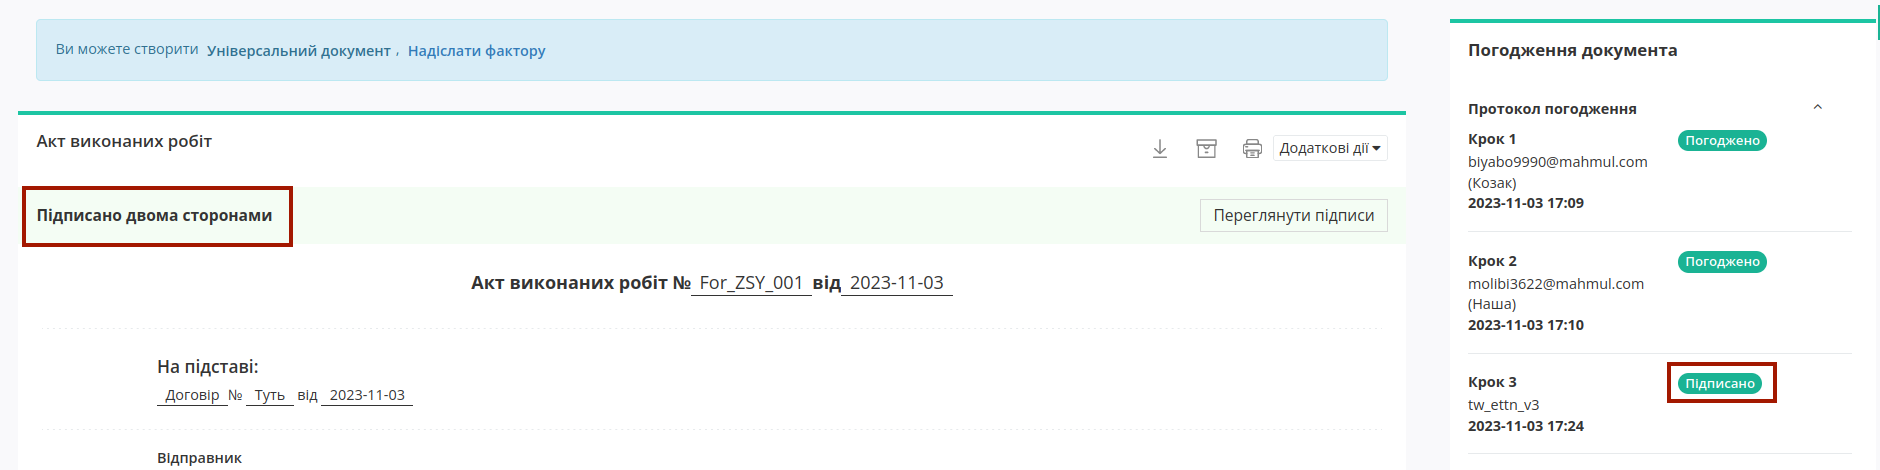 Ви можете створити Універсальний документ , Надіслати фактору
Акт виконаних робіт
Додаткові дії
Підписано двома сторонами
Переглянути підписи
Акт виконаних робіт № For_ZSY_001 від 2023-11-03
На підставі:
Договір № Туть від 2023-11-03
Відправник
Погодження документа
Протокол погодження
Крок 1 Погоджено
biyabo9990@mahmul.com
(Козак)
2023-11-03 17:09
Крок 2 Погоджено
molibi3622@mahmul.com
(Наша)
2023-11-03 17:10
Крок 3 Підписано
tw_ettn_v3
2023-11-03 17:24